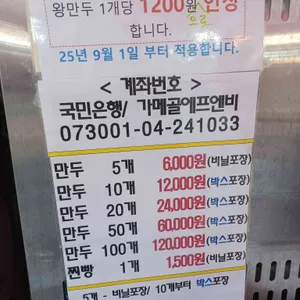 왕만두 1개당 1200원으로 인상
합니다.
25년 9월 1일 부터 적용합니다.
< 계좌번호 >
국민은행/ 가메골에프엔비
073001-04-241033
만두 5개 6,000원(비닐포장)
만두 10개 12,000원(박스포장)
만두 20개 24,000원(박스포장)
만두 50개 60,000원(박스포장)
만두 100개 120,000원(박스포장)
찐빵 1개 1,500원(비닐포장)
5개 - 비닐포장/ 10개부터 박스포장